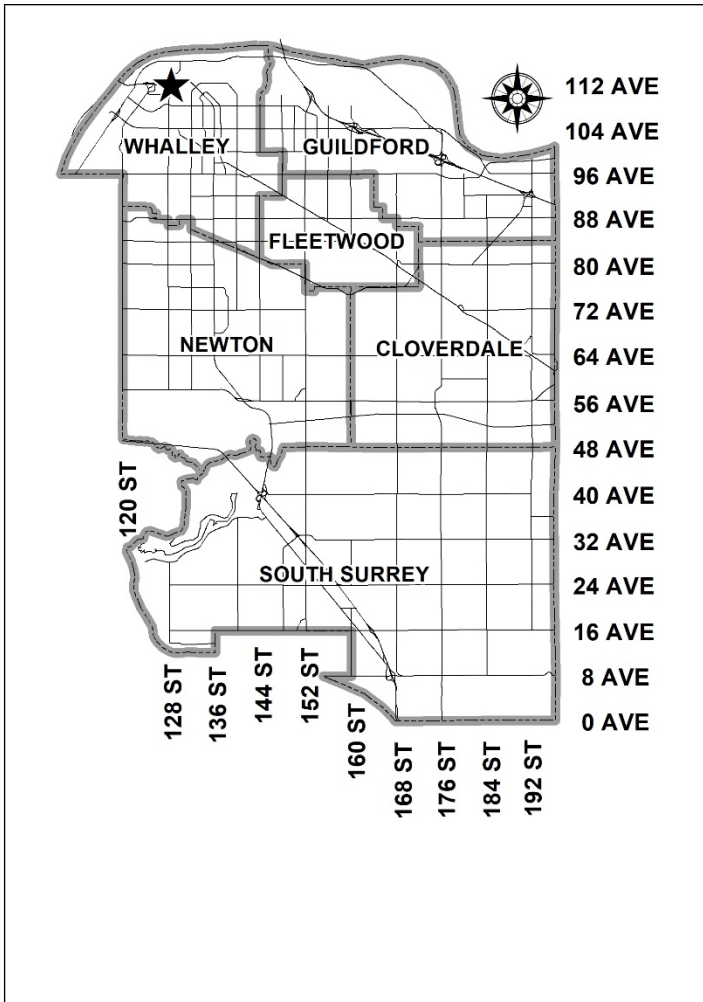 112 AVE
104 AVE
WHALLEY
GUILDFORD
96 AVE
88 AVE
FLEETWOOD
80 AVE
72 AVE
NEWTON
CLOVERDALE
64 AVE
56 AVE
48 AVE
120 ST
40 AVE
32 AVE
SOUTH SURREY
24 AVE
16 AVE
8 AVE
0 AVE
128 ST
136 ST
144 ST
152 ST
160 ST
168 ST
176 ST
184 ST
192 ST